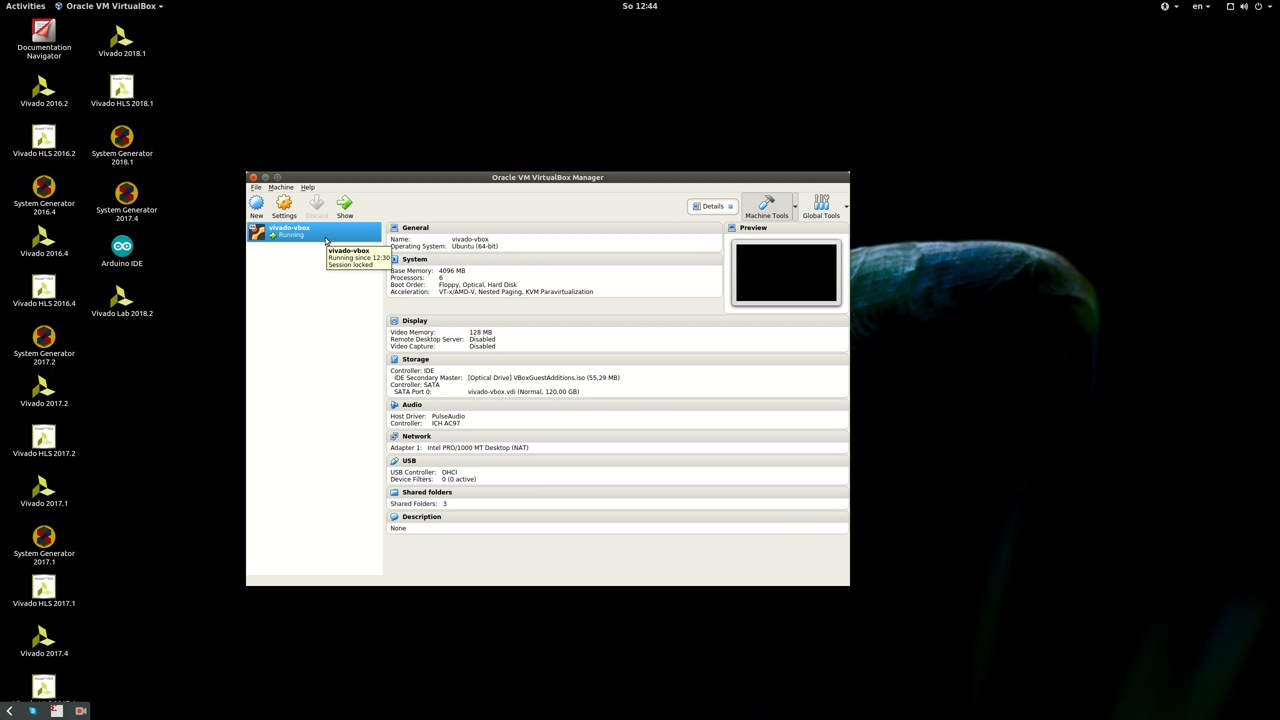 Activities
Oracle VM VirtualBox
So 12:44
en
Documentation
Navigator
Vivado 2018.1
Vivado 2016.2
Vivado HLS 2018.1
Vivado HLS 2016.2
System Generator
2018.1
System Generator
2016.4
System Generator
2017.4
Vivado 2016.4
Arduino IDE
Vivado HLS 2016.4
Vivado Lab 2018.2
System Generator
2017.2
Vivado 2017.2
Vivado HLS 2017.2
Vivado 2017.1
System Generator
2017.1
Vivado HLS 2017.1
Vivado 2017.4
Oracle VM VirtualBox Manager
File Machine Help
New Settings Discard Show
Details
Machine Tools
Global Tools
vivado-vbox
Running
vivado-vbox
Running since 12:30
Session locked
General
Name: vivado-vbox
Operating System: Ubuntu (64-bit)
System
Base Memory: 4096 MB
Processors: 6
Boot Order: Floppy, Optical, Hard Disk
Acceleration: VT-x/AMD-V, Nested Paging, KVM Paravirtualization
Preview
Display
Video Memory: 128 MB
Remote Desktop Server: Disabled
Video Capture: Disabled
Storage
Controller: IDE
IDE Secondary Master: [Optical Drive] VBoxGuestAdditions.iso (55,29 MB)
Controller: SATA
SATA Port 0: vivado-vbox.vdi (Normal, 120,00 GB)
Audio
Host Driver: PulseAudio
Controller: ICH AC97
Network
Adapter 1: Intel PRO/1000 MT Desktop (NAT)
USB
USB Controller: OHCI
Device Filters: 0 (0 active)
Shared folders
Shared Folders: 3
Description
None